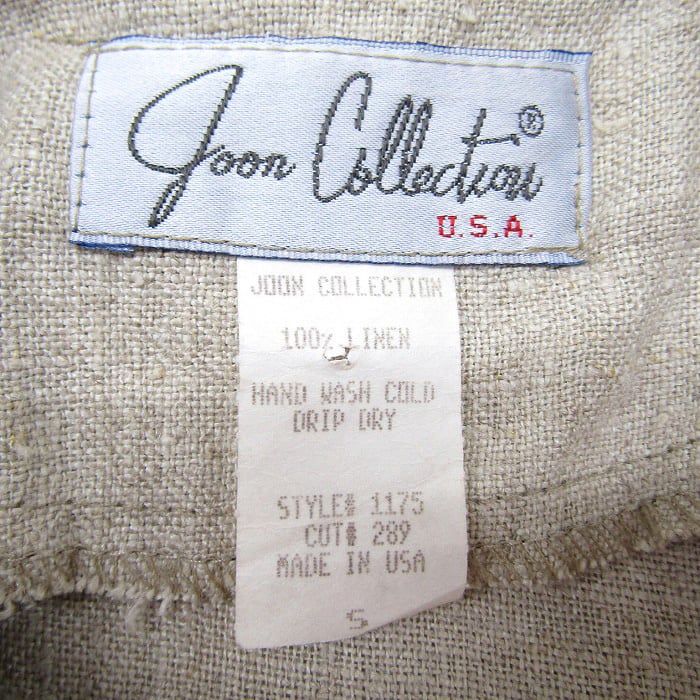 Joon Collection®
U.S.A.
JOON COLLECTION
100% LINEN
HAND WASH COLD
DRIP DRY
STYLE# 1175
CUT# 289
MADE IN USA
S